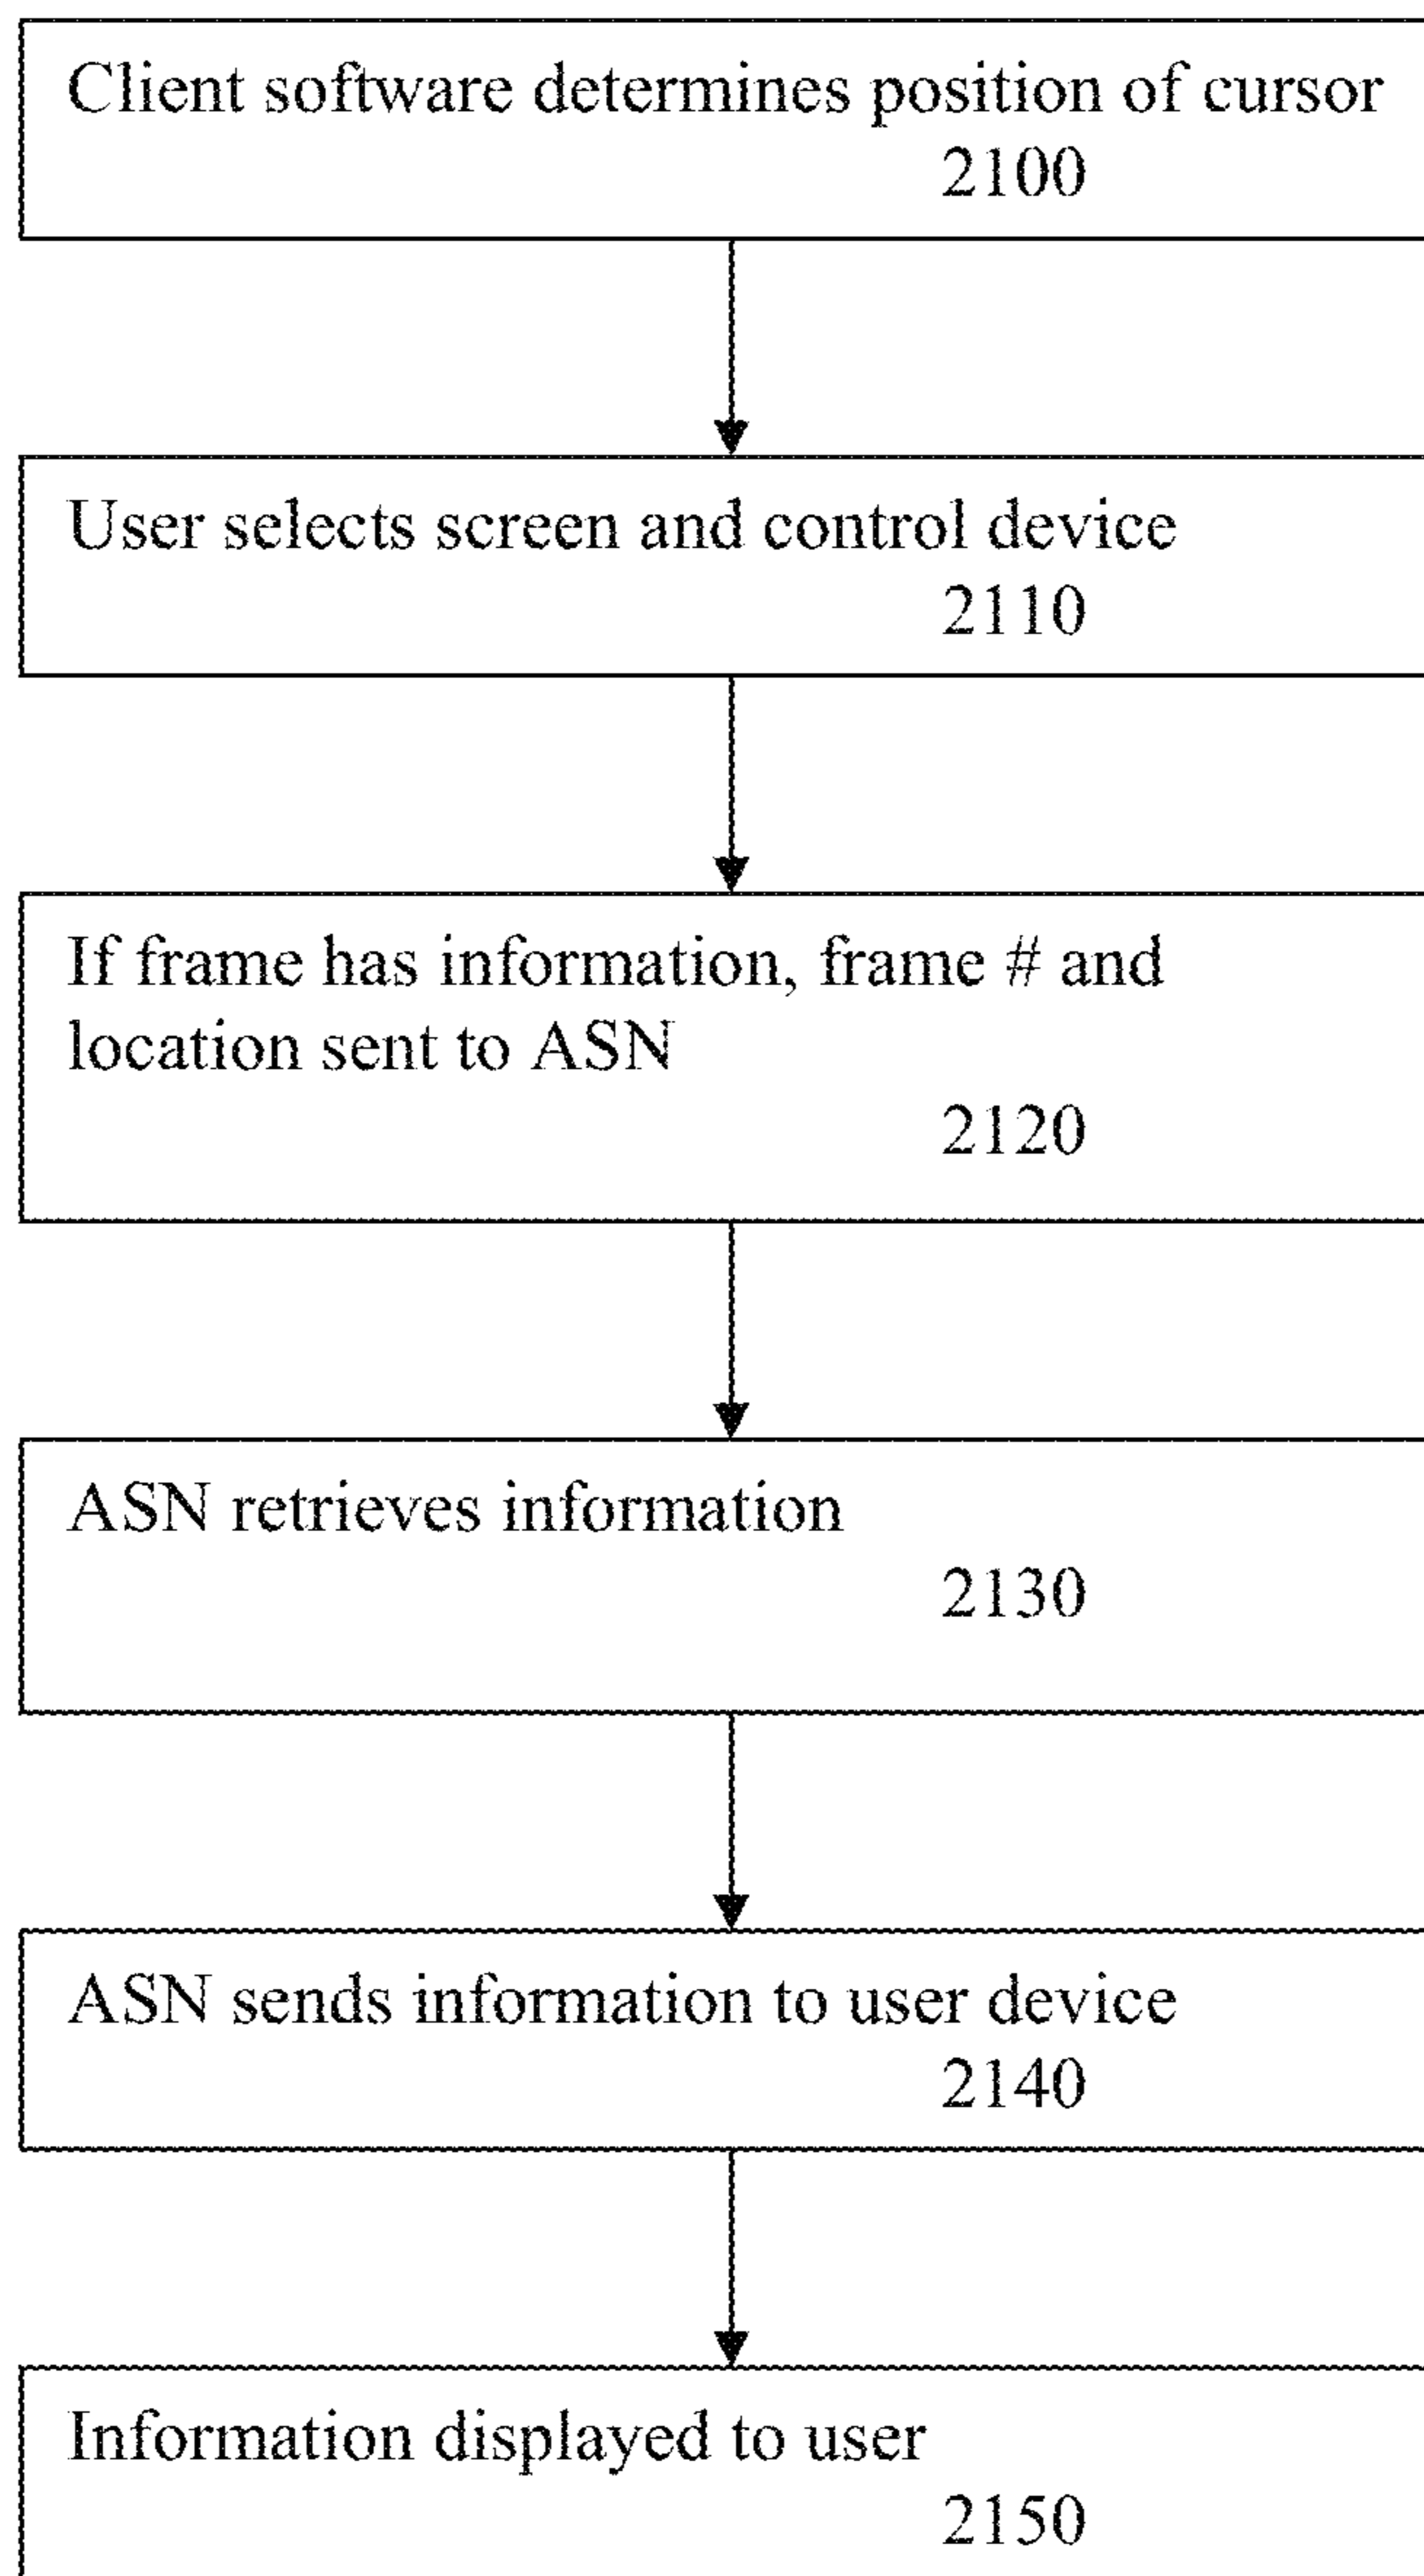 Client software determines position of cursor
2100
User selects screen and control device
2110
If frame has information, frame # and
location sent to ASN
2120
ASN retrieves information
2130
ASN sends information to user device
2140
Information displayed to user
2150